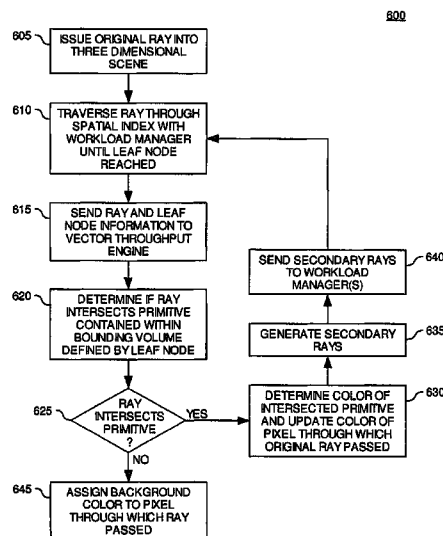 600
605
ISSUE ORIGINAL RAY INTO
THREE DIMENSIONAL
SCENE
610
TRAVERSE RAY THROUGH
SPATIAL INDEX WITH
WORKLOAD MANAGER
UNTIL LEAF NODE
REACHED
615
SEND RAY AND LEAF
NODE INFORMATION TO
VECTOR THROUGHPUT
ENGINE
620
DETERMINE IF RAY
INTERSECTS PRIMITIVE
CONTAINED WITHIN
BOUNDING VOLUME
DEFINED BY LEAF NODE
625
RAY
INTERSECTS
PRIMITIVE
?
YES
NO
630
DETERMINE COLOR OF
INTERSECTED PRIMITIVE
AND UPDATE COLOR OF
PIXEL THROUGH WHICH
ORIGINAL RAY PASSED
635
GENERATE SECONDARY
RAYS
640
SEND SECONDARY RAYS
TO WORKLOAD
MANAGER(S)
645
ASSIGN BACKGROUND
COLOR TO PIXEL
THROUGH WHICH RAY
PASSED